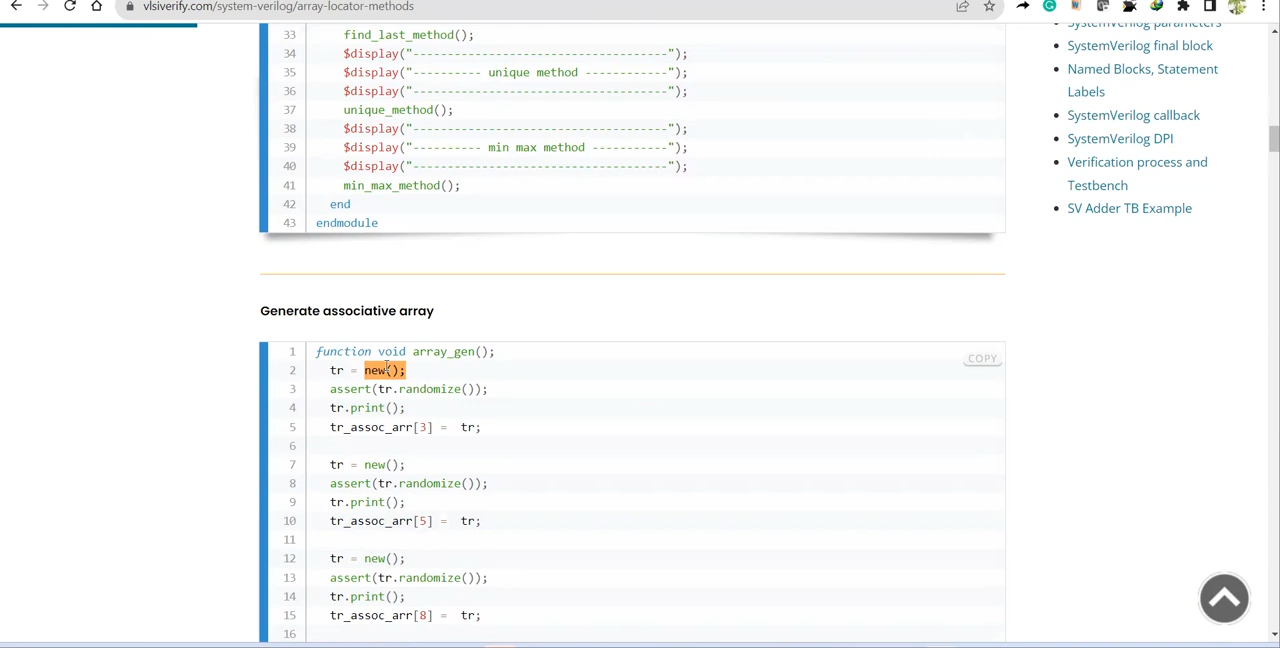 vlsiverify.com/system-verilog/array-locator-methods
33 find_last_method();
34 $display("--------------------------------------");
35 $display("---------- unique method ------------");
36 $display("--------------------------------------");
37 unique_method();
38 $display("--------------------------------------");
39 $display("---------- min max method -----------");
40 $display("--------------------------------------");
41 min_max_method();
42 end
43 endmodule
Generate associative array
COPY
1 function void array_gen();
2 tr = new();
3 assert(tr.randomize());
4 tr.print();
5 tr_assoc_arr[3] = tr;
6
7 tr = new();
8 assert(tr.randomize());
9 tr.print();
10 tr_assoc_arr[5] = tr;
11
12 tr = new();
13 assert(tr.randomize());
14 tr.print();
15 tr_assoc_arr[8] = tr;
16
SystemVerilog parameters
SystemVerilog final block
Named Blocks, Statement
Labels
SystemVerilog callback
SystemVerilog DPI
Verification process and
Testbench
SV Adder TB Example